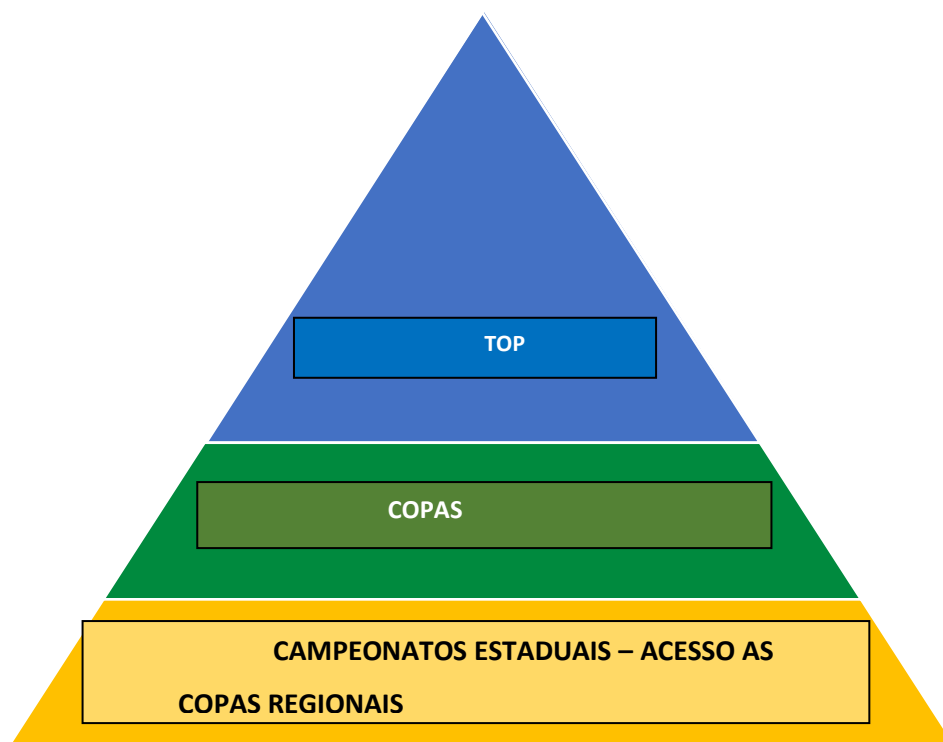 TOP
COPAS
CAMPEONATOS ESTADUAIS – ACESSO AS
COPAS REGIONAIS